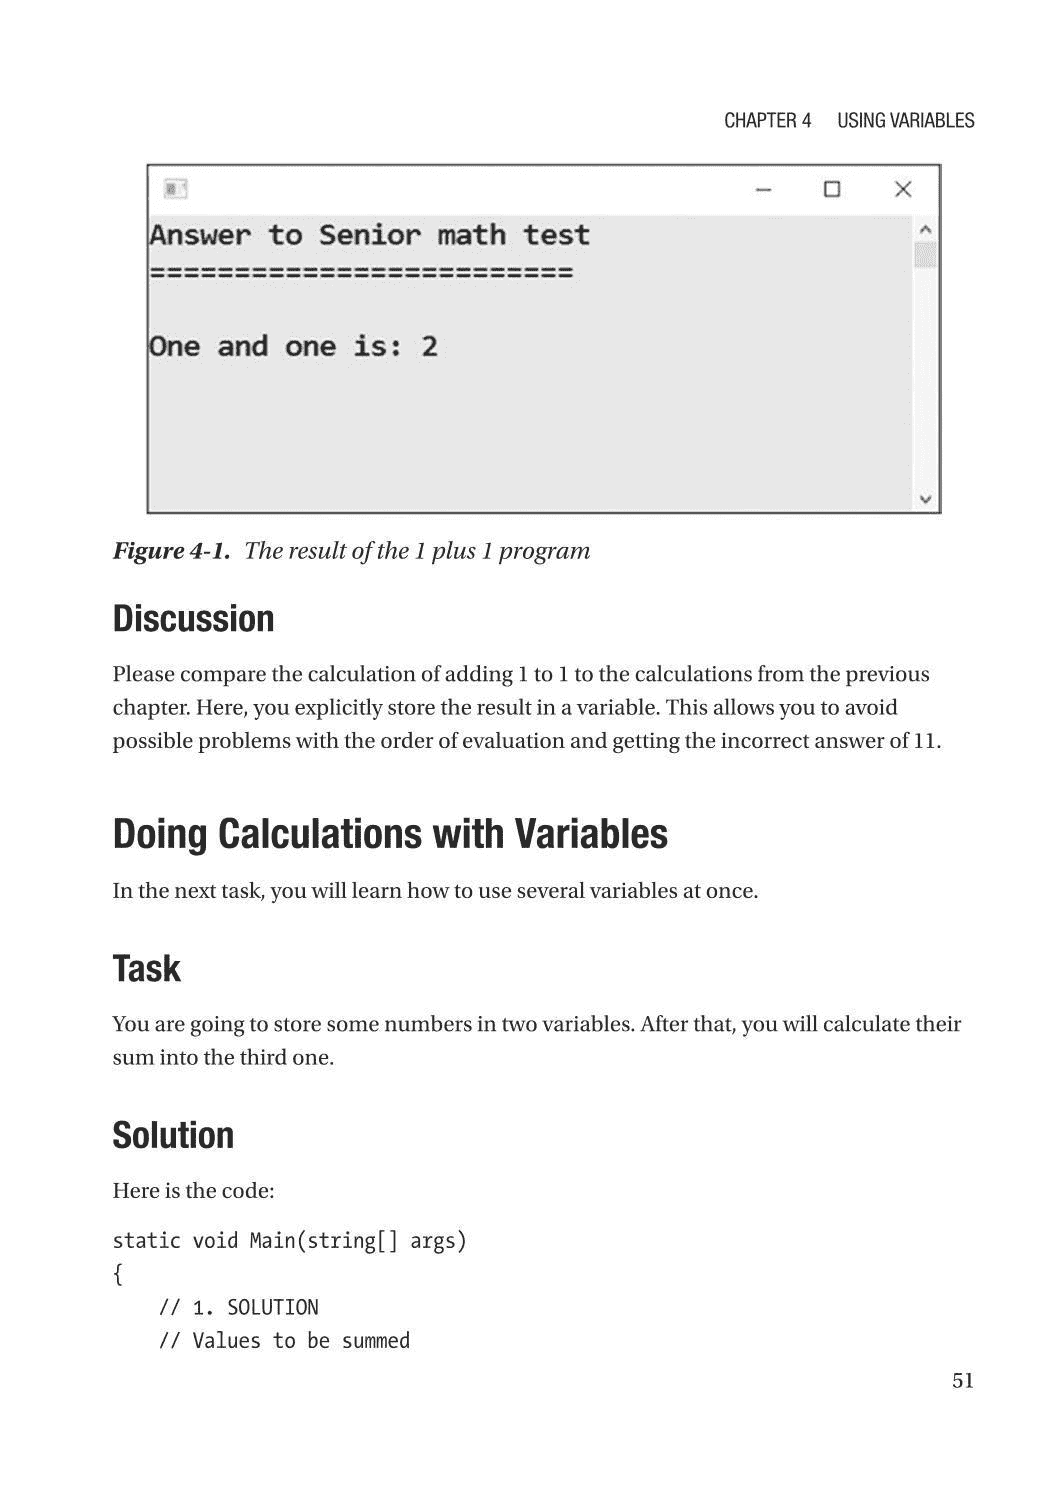 CHAPTER 4 USING VARIABLES
Answer to Senior math test
=========================
One and one is: 2
Figure 4-1. The result of the 1 plus 1 program
Discussion
Please compare the calculation of adding 1 to 1 to the calculations from the previous
chapter. Here, you explicitly store the result in a variable. This allows you to avoid
possible problems with the order of evaluation and getting the incorrect answer of 11.
Doing Calculations with Variables
In the next task, you will learn how to use several variables at once.
Task
You are going to store some numbers in two variables. After that, you will calculate their
sum into the third one.
Solution
Here is the code:
static void Main(string[] args)
{
// 1. SOLUTION
// Values to be summed
51